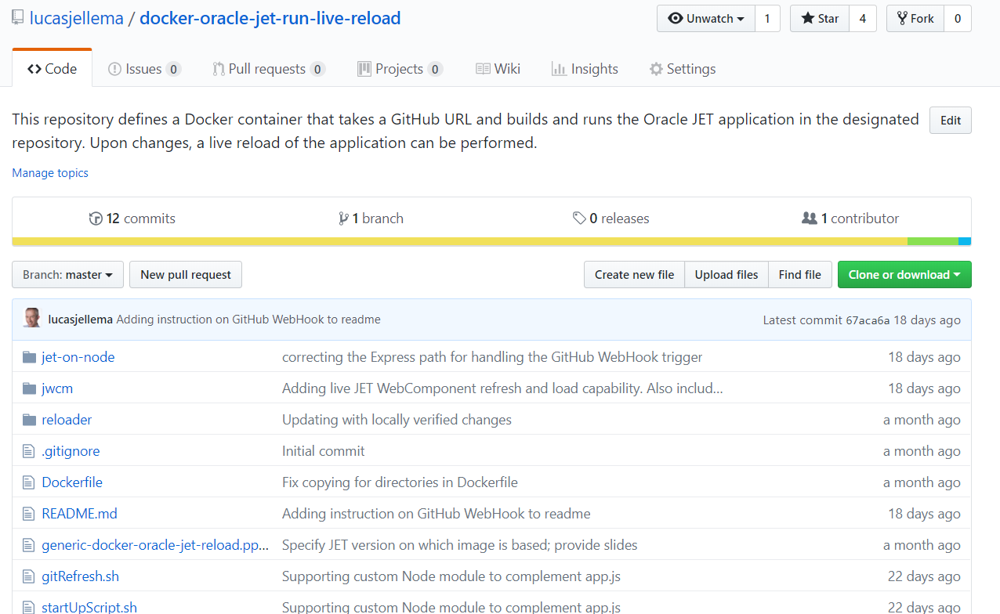 lucasjellema / docker-oracle-jet-run-live-reload
Unwatch 1 Star 4 Fork 0
Code Issues 0 Pull requests 0 Projects 0 Wiki Insights Settings
This repository defines a Docker container that takes a GitHub URL and builds and runs the Oracle JET application in the designated
repository. Upon changes, a live reload of the application can be performed.
Edit
Manage topics
12 commits 1 branch 0 releases 1 contributor
Branch: master New pull request Create new file Upload files Find file Clone or download
lucasjellema Adding instruction on GitHub WebHook to readme Latest commit 67aca6a 18 days ago
jet-on-node correcting the Express path for handling the GitHub WebHook trigger 18 days ago
jwcm Adding live JET WebComponent refresh and load capability. Also includ... 18 days ago
reloader Updating with locally verified changes a month ago
.gitignore Initial commit a month ago
Dockerfile Fix copying for directories in Dockerfile a month ago
README.md Adding instruction on GitHub WebHook to readme 18 days ago
generic-docker-oracle-jet-reload.pp... Specify JET version on which image is based; provide slides a month ago
gitRefresh.sh Supporting custom Node module to complement app.js 22 days ago
startUpScript.sh Supporting custom Node module to complement app.js 22 days ago